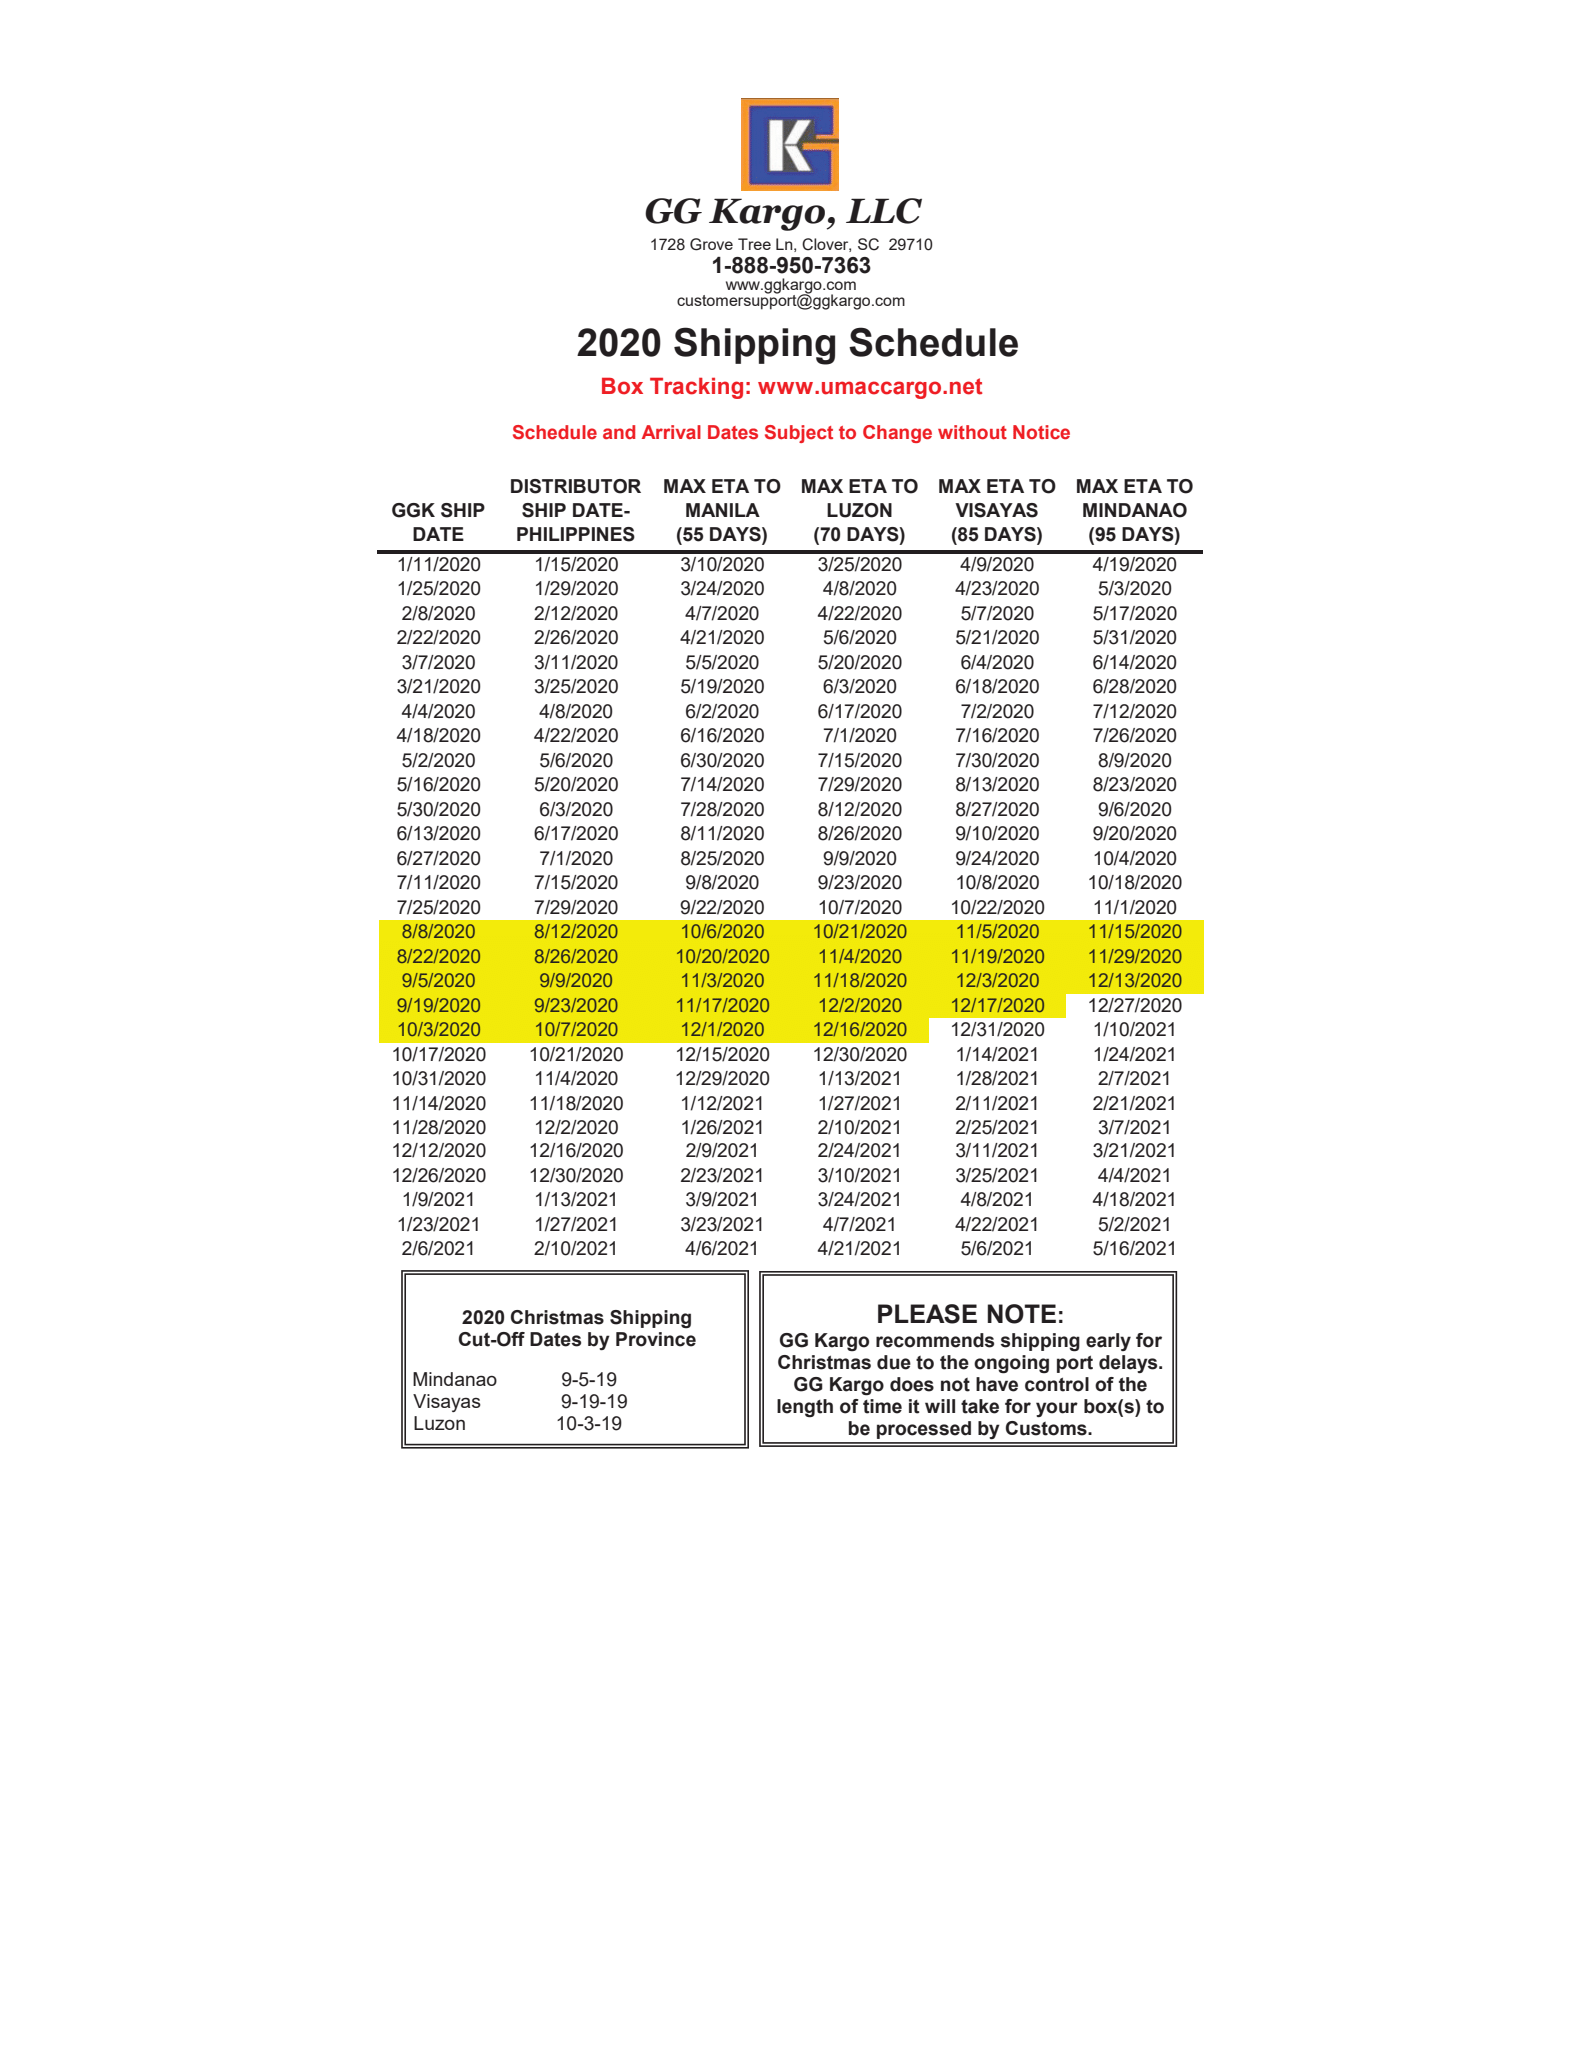 GK
GG Kargo, LLC
1728 Grove Tree Ln, Clover, SC 29710
1-888-950-7363
www.ggkargo.com
customersupport@ggkargo.com
2020 Shipping Schedule
Box Tracking: www.umaccargo.net
Schedule and Arrival Dates Subject to Change without Notice
DISTRIBUTOR MAX ETA TO MAX ETA TO MAX ETA TO MAX ETA TO
GGK SHIP SHIP DATE- MANILA LUZON VISAYAS MINDANAO
DATE PHILIPPINES (55 DAYS) (70 DAYS) (85 DAYS) (95 DAYS)
1/11/2020 1/15/2020 3/10/2020 3/25/2020 4/9/2020 4/19/2020
1/25/2020 1/29/2020 3/24/2020 4/8/2020 4/23/2020 5/3/2020
2/8/2020 2/12/2020 4/7/2020 4/22/2020 5/7/2020 5/17/2020
2/22/2020 2/26/2020 4/21/2020 5/6/2020 5/21/2020 5/31/2020
3/7/2020 3/11/2020 5/5/2020 5/20/2020 6/4/2020 6/14/2020
3/21/2020 3/25/2020 5/19/2020 6/3/2020 6/18/2020 6/28/2020
4/4/2020 4/8/2020 6/2/2020 6/17/2020 7/2/2020 7/12/2020
4/18/2020 4/22/2020 6/16/2020 7/1/2020 7/16/2020 7/26/2020
5/2/2020 5/6/2020 6/30/2020 7/15/2020 7/30/2020 8/9/2020
5/16/2020 5/20/2020 7/14/2020 7/29/2020 8/13/2020 8/23/2020
5/30/2020 6/3/2020 7/28/2020 8/12/2020 8/27/2020 9/6/2020
6/13/2020 6/17/2020 8/11/2020 8/26/2020 9/10/2020 9/20/2020
6/27/2020 7/1/2020 8/25/2020 9/9/2020 9/24/2020 10/4/2020
7/11/2020 7/15/2020 9/8/2020 9/23/2020 10/8/2020 10/18/2020
7/25/2020 7/29/2020 9/22/2020 10/7/2020 10/22/2020 11/1/2020
8/8/2020 8/12/2020 10/6/2020 10/21/2020 11/5/2020 11/15/2020
8/22/2020 8/26/2020 10/20/2020 11/4/2020 11/19/2020 11/29/2020
9/5/2020 9/9/2020 11/3/2020 11/18/2020 12/3/2020 12/13/2020
9/19/2020 9/23/2020 11/17/2020 12/2/2020 12/17/2020 12/27/2020
10/3/2020 10/7/2020 12/1/2020 12/16/2020 12/31/2020 1/10/2021
10/17/2020 10/21/2020 12/15/2020 12/30/2020 1/14/2021 1/24/2021
10/31/2020 11/4/2020 12/29/2020 1/13/2021 1/28/2021 2/7/2021
11/14/2020 11/18/2020 1/12/2021 1/27/2021 2/11/2021 2/21/2021
11/28/2020 12/2/2020 1/26/2021 2/10/2021 2/25/2021 3/7/2021
12/12/2020 12/16/2020 2/9/2021 2/24/2021 3/11/2021 3/21/2021
12/26/2020 12/30/2020 2/23/2021 3/10/2021 3/25/2021 4/4/2021
1/9/2021 1/13/2021 3/9/2021 3/24/2021 4/8/2021 4/18/2021
1/23/2021 1/27/2021 3/23/2021 4/7/2021 4/22/2021 5/2/2021
2/6/2021 2/10/2021 4/6/2021 4/21/2021 5/6/2021 5/16/2021
2020 Christmas Shipping
Cut-Off Dates by Province
Mindanao 9-5-19
Visayas 9-19-19
Luzon 10-3-19
PLEASE NOTE:
GG Kargo recommends shipping early for
Christmas due to the ongoing port delays.
GG Kargo does not have control of the
length of time it will take for your box(s) to
be processed by Customs.